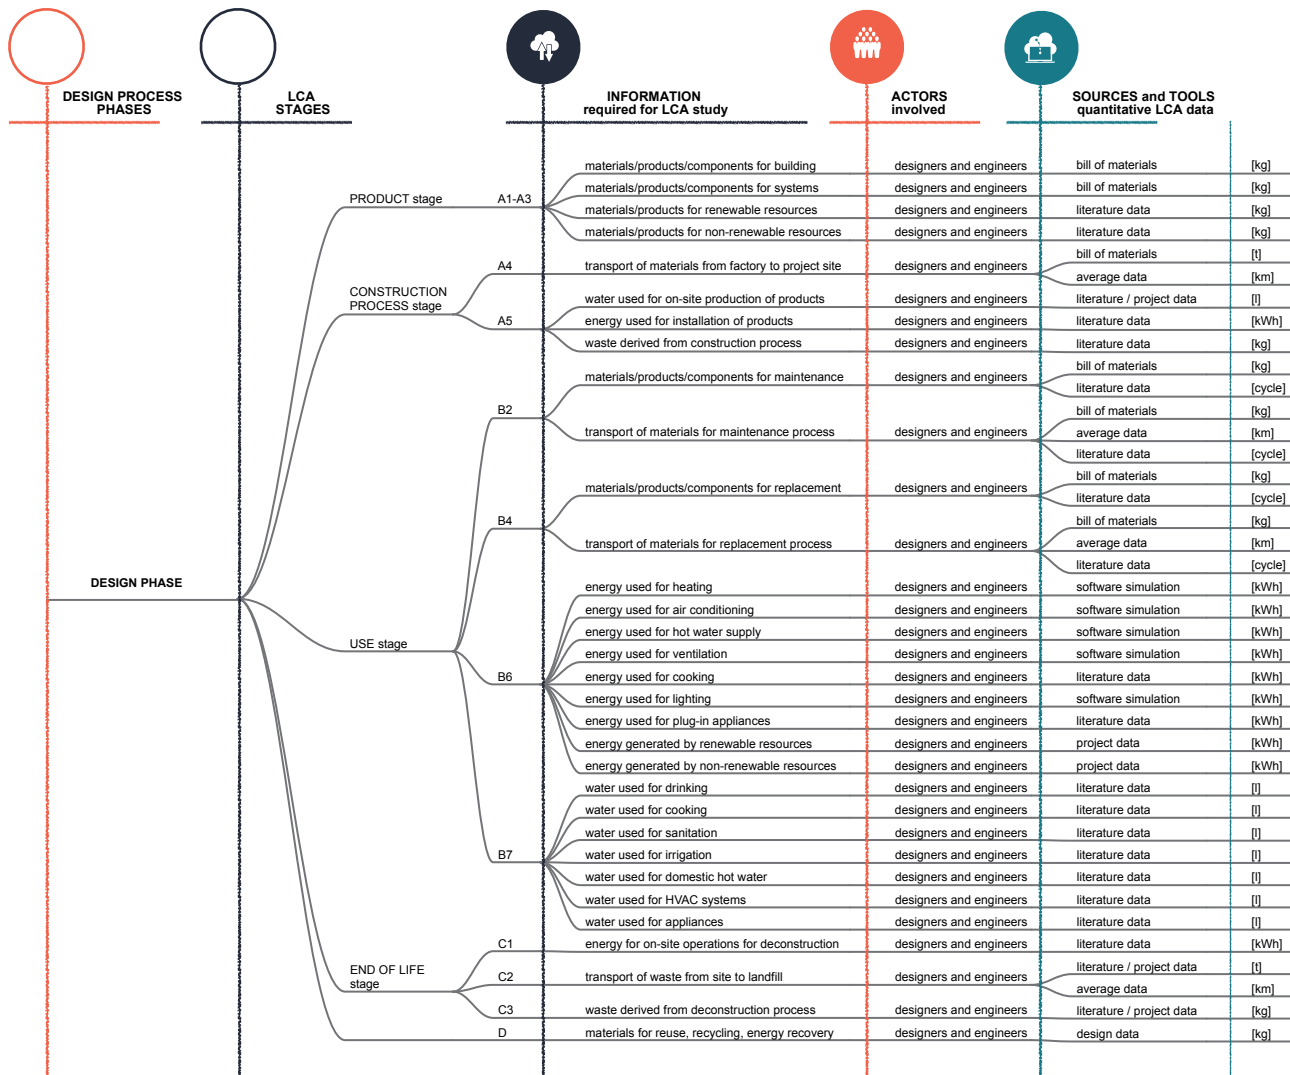 DESIGN PROCESS
PHASES
LCA
STAGES
INFORMATION
required for LCA study
ACTORS
involved
SOURCES and TOOLS
quantitative LCA data
DESIGN PHASE
PRODUCT stage
A1-A3
materials/products/components for building designers and engineers bill of materials [kg]
materials/products/components for systems designers and engineers bill of materials [kg]
materials/products for renewable resources designers and engineers literature data [kg]
materials/products for non-renewable resources designers and engineers literature data [kg]
CONSTRUCTION
PROCESS stage
A4
transport of materials from factory to project site designers and engineers
bill of materials [t]
average data [km]
A5
water used for on-site production of products designers and engineers literature / project data [l]
energy used for installation of products designers and engineers literature data [kWh]
waste derived from construction process designers and engineers literature data [kg]
USE stage
B2
materials/products/components for maintenance designers and engineers
bill of materials [kg]
literature data [cycle]
transport of materials for maintenance process designers and engineers
bill of materials [kg]
average data [km]
literature data [cycle]
B4
materials/products/components for replacement designers and engineers
bill of materials [kg]
literature data [cycle]
transport of materials for replacement process designers and engineers
bill of materials [kg]
average data [km]
literature data [cycle]
B6
energy used for heating designers and engineers software simulation [kWh]
energy used for air conditioning designers and engineers software simulation [kWh]
energy used for hot water supply designers and engineers software simulation [kWh]
energy used for ventilation designers and engineers software simulation [kWh]
energy used for cooking designers and engineers literature data [kWh]
energy used for lighting designers and engineers software simulation [kWh]
energy used for plug-in appliances designers and engineers literature data [kWh]
energy generated by renewable resources designers and engineers project data [kWh]
energy generated by non-renewable resources designers and engineers project data [kWh]
B7
water used for drinking designers and engineers literature data [l]
water used for cooking designers and engineers literature data [l]
water used for sanitation designers and engineers literature data [l]
water used for irrigation designers and engineers literature data [l]
water used for domestic hot water designers and engineers literature data [l]
water used for HVAC systems designers and engineers literature data [l]
water used for appliances designers and engineers literature data [l]
END OF LIFE
stage
C1
energy for on-site operations for deconstruction designers and engineers literature data [kWh]
C2
transport of waste from site to landfill designers and engineers
literature / project data [t]
average data [km]
C3
waste derived from deconstruction process designers and engineers literature / project data [kg]
D
materials for reuse, recycling, energy recovery designers and engineers design data [kg]